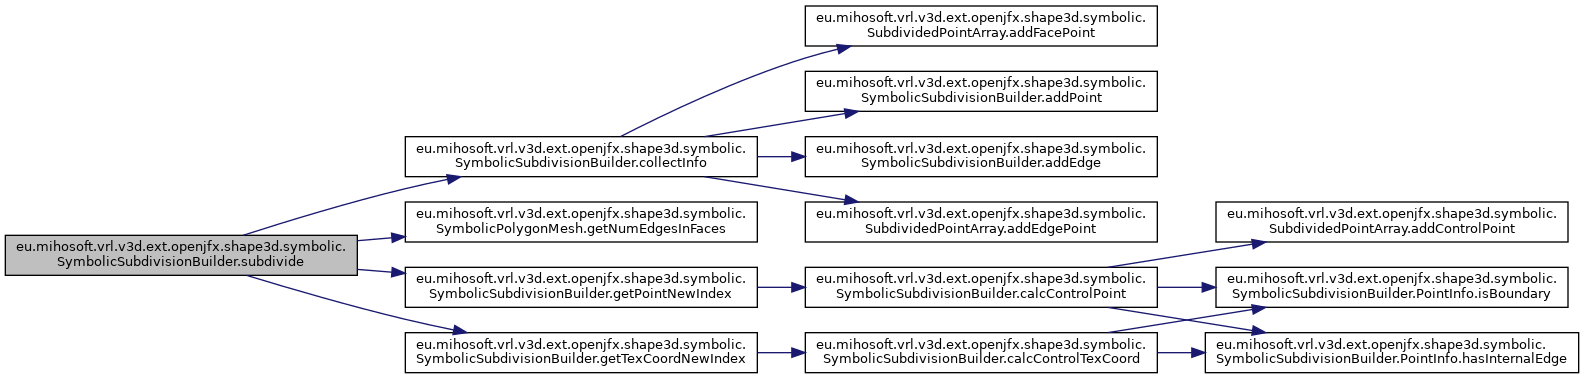 eu.mihosoft.vrl.v3d.ext.openjfx.shape3d.symbolic.
SymbolicSubdivisionBuilder.subdivide
eu.mihosoft.vrl.v3d.ext.openjfx.shape3d.symbolic.
SymbolicSubdivisionBuilder.collectInfo
eu.mihosoft.vrl.v3d.ext.openjfx.shape3d.symbolic.
SymbolicPolygonMesh.getNumEdgesInFaces
eu.mihosoft.vrl.v3d.ext.openjfx.shape3d.symbolic.
SymbolicSubdivisionBuilder.getPointNewIndex
eu.mihosoft.vrl.v3d.ext.openjfx.shape3d.symbolic.
SymbolicSubdivisionBuilder.getTexCoordNewIndex
eu.mihosoft.vrl.v3d.ext.openjfx.shape3d.symbolic.
SubdividedPointArray.addFacePoint
eu.mihosoft.vrl.v3d.ext.openjfx.shape3d.symbolic.
SymbolicSubdivisionBuilder.addPoint
eu.mihosoft.vrl.v3d.ext.openjfx.shape3d.symbolic.
SymbolicSubdivisionBuilder.addEdge
eu.mihosoft.vrl.v3d.ext.openjfx.shape3d.symbolic.
SubdividedPointArray.addEdgePoint
eu.mihosoft.vrl.v3d.ext.openjfx.shape3d.symbolic.
SymbolicSubdivisionBuilder.calcControlPoint
eu.mihosoft.vrl.v3d.ext.openjfx.shape3d.symbolic.
SymbolicSubdivisionBuilder.calcControlTexCoord
eu.mihosoft.vrl.v3d.ext.openjfx.shape3d.symbolic.
SubdividedPointArray.addControlPoint
eu.mihosoft.vrl.v3d.ext.openjfx.shape3d.symbolic.
SymbolicSubdivisionBuilder.PointInfo.isBoundary
eu.mihosoft.vrl.v3d.ext.openjfx.shape3d.symbolic.
SymbolicSubdivisionBuilder.PointInfo.hasInternalEdge